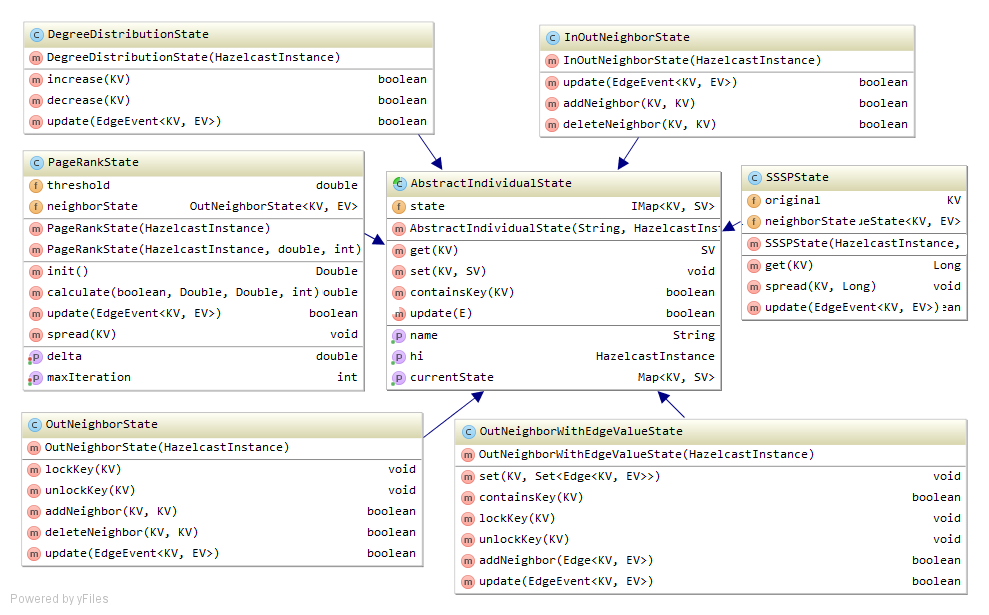 DegreeDistributionState
DegreeDistributionState(HazelcastInstance)
increase(KV) boolean
decrease(KV) boolean
update(EdgeEvent<KV, EV>) boolean
InOutNeighborState
InOutNeighborState(HazelcastInstance)
update(EdgeEvent<KV, EV>) boolean
addNeighbor(KV, KV) boolean
deleteNeighbor(KV, KV) boolean
PageRankState
threshold double
neighborState OutNeighborState<KV, EV>
PageRankState(HazelcastInstance)
PageRankState(HazelcastInstance, double, int)
init() Double
calculate(boolean, Double, Double, int) ouble
update(EdgeEvent<KV, EV>) boolean
spread(KV) void
delta double
maxIteration int
AbstractIndividualState
state IMap<KV, SV>
AbstractIndividualState(String, HazelcastIns
get(KV) SV
set(KV, SV) void
containsKey(KV) boolean
update(E) boolean
name String
hi HazelcastInstance
currentState Map<KV, SV>
SSSPState
original KV
neighborState ueState<KV, EV>
SSSPState(HazelcastInstance,
get(KV) Long
spread(KV, Long) void
update(EdgeEvent<KV, EV>) ean
OutNeighborState
OutNeighborState(HazelcastInstance)
lockKey(KV) void
unlockKey(KV) void
addNeighbor(KV, KV) boolean
deleteNeighbor(KV, KV) boolean
update(EdgeEvent<KV, EV>) boolean
OutNeighborWithEdgeValueState
OutNeighborWithEdgeValueState(HazelcastInstance)
set(KV, Set<Edge<KV, EV>>) void
containsKey(KV) boolean
lockKey(KV) void
unlockKey(KV) void
addNeighbor(Edge<KV, EV>) boolean
update(EdgeEvent<KV, EV>) boolean
Powered by yFiles